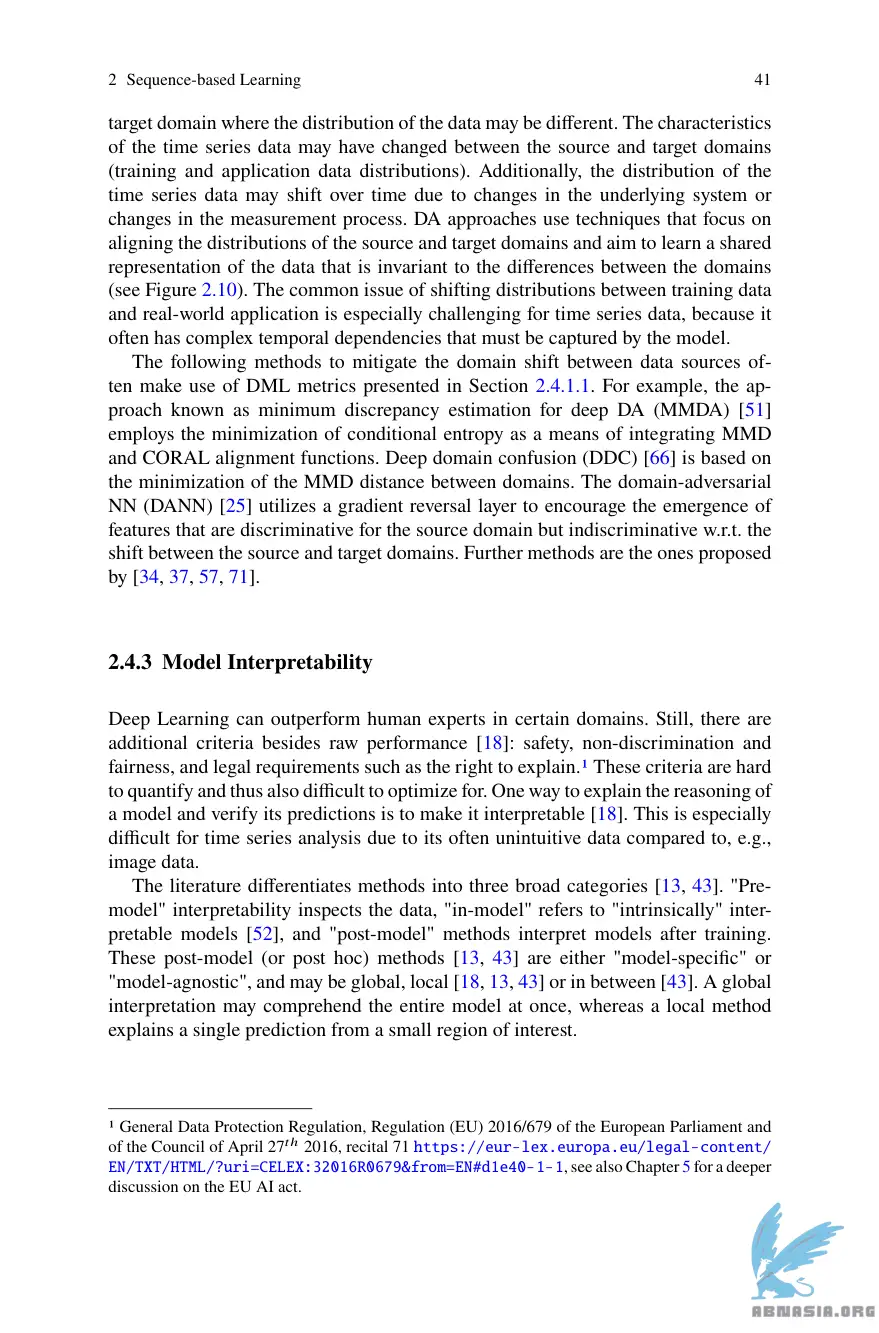 2 Sequence-based Learning 41
target domain where the distribution of the data may be different. The characteristics
of the time series data may have changed between the source and target domains
(training and application data distributions). Additionally, the distribution of the
time series data may shift over time due to changes in the underlying system or
changes in the measurement process. DA approaches use techniques that focus on
aligning the distributions of the source and target domains and aim to learn a shared
representation of the data that is invariant to the differences between the domains
(see Figure 2.10). The common issue of shifting distributions between training data
and real-world application is especially challenging for time series data, because it
often has complex temporal dependencies that must be captured by the model.
The following methods to mitigate the domain shift between data sources of-
ten make use of DML metrics presented in Section 2.4.1.1. For example, the ap-
proach known as minimum discrepancy estimation for deep DA (MMDA) [51]
employs the minimization of conditional entropy as a means of integrating MMD
and CORAL alignment functions. Deep domain confusion (DDC) [66] is based on
the minimization of the MMD distance between domains. The domain-adversarial
NN (DANN) [25] utilizes a gradient reversal layer to encourage the emergence of
features that are discriminative for the source domain but indiscriminative w.r.t. the
shift between the source and target domains. Further methods are the ones proposed
by [34, 37, 57, 71].
2.4.3 Model Interpretability
Deep Learning can outperform human experts in certain domains. Still, there are
additional criteria besides raw performance [18]: safety, non-discrimination and
fairness, and legal requirements such as the right to explain.¹ These criteria are hard
to quantify and thus also difficult to optimize for. One way to explain the reasoning of
a model and verify its predictions is to make it interpretable [18]. This is especially
difficult for time series analysis due to its often unintuitive data compared to, e.g.,
image data.
The literature differentiates methods into three broad categories [13, 43]. "Pre-
model" interpretability inspects the data, "in-model" refers to "intrinsically" inter-
pretable models [52], and "post-model" methods interpret models after training.
These post-model (or post hoc) methods [13, 43] are either "model-specific" or
"model-agnostic", and may be global, local [18, 13, 43] or in between [43]. A global
interpretation may comprehend the entire model at once, whereas a local method
explains a single prediction from a small region of interest.
¹ General Data Protection Regulation, Regulation (EU) 2016/679 of the European Parliament and
of the Council of April 27th 2016, recital 71 https://eur-lex.europa.eu/legal-content/
EN/TXT/HTML/?uri=CELEX:32016R0679&from=EN#d1e40-1-1, see also Chapter 5 for a deeper
discussion on the EU AI act.
ABNASIA.ORG